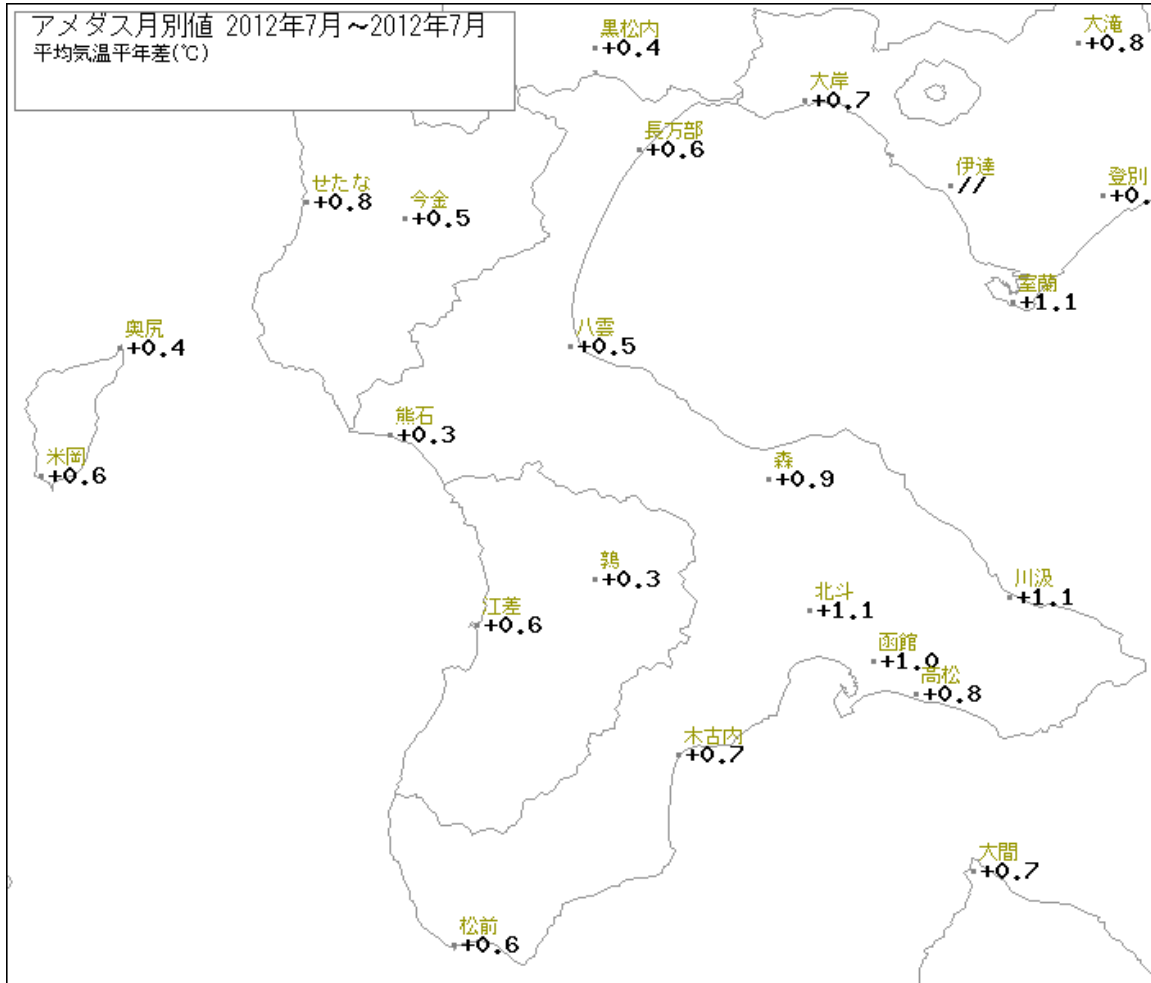 アメダス月別値 2012年7月～2012年7月
平均気温平年差(℃)
黒松内
+0.4
大滝
+0.8
大岸
+0.7
長万部
+0.6
伊達
//
登別
+0.
せたな
+0.8
今金
+0.5
室蘭
+1.1
奥尻
+0.4
八雲
+0.5
熊石
+0.3
米岡
+0.6
森
+0.9
鶉
+0.3
川汲
+1.1
北斗
+1.1
江差
+0.6
函館
+1.0
高松
+0.8
木古内
+0.7
大間
+0.7
松前
+0.6